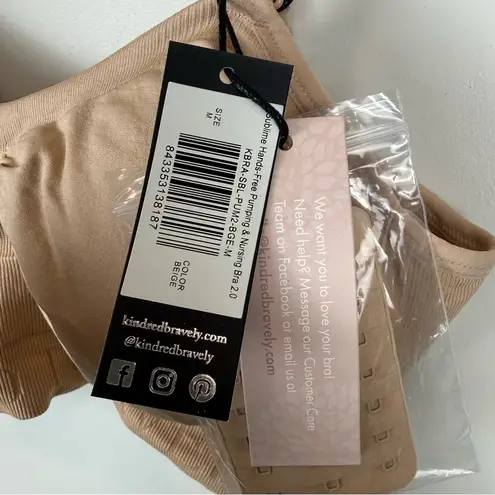 Sublime Hands-Free Pumping & Nursing Bra 2.0
KBRA-SBL-PUM2-BGE-M
SIZE
M
843353138187
COLOR
BEIGE
kindredbravely.com
@kindredbravely
We want you to love your bra!
Need help? Message our Customer Care
Team on Facebook or email us at
@kindredbravely.com